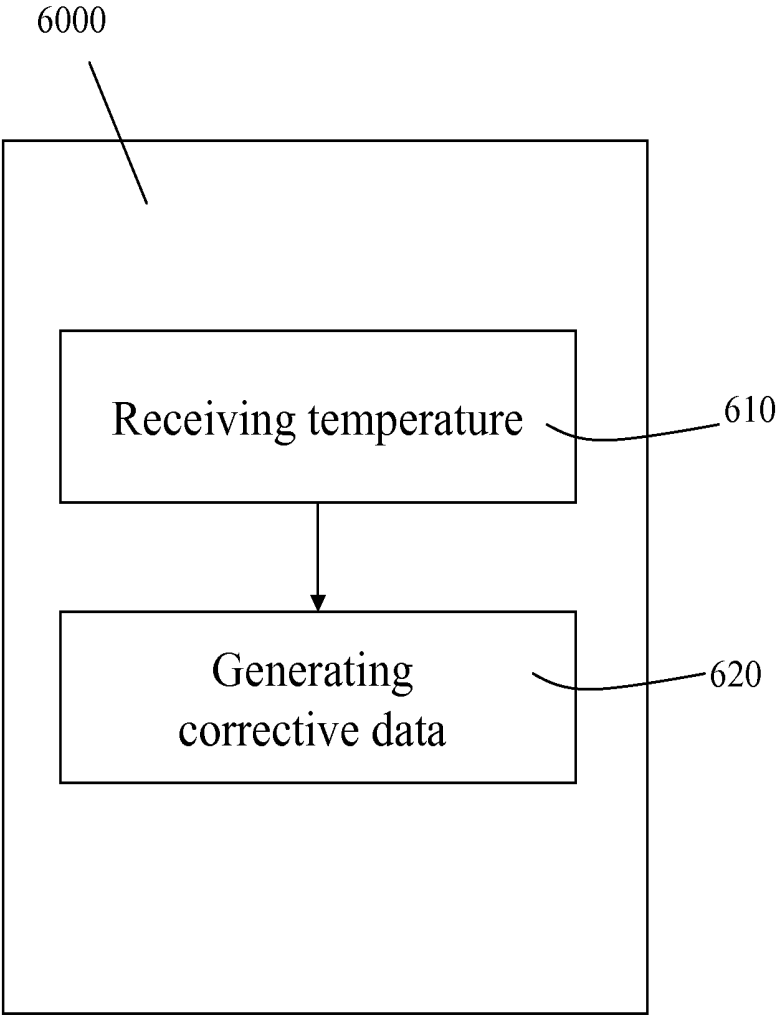 6000
Receiving temperature
610
Generating
corrective data
620